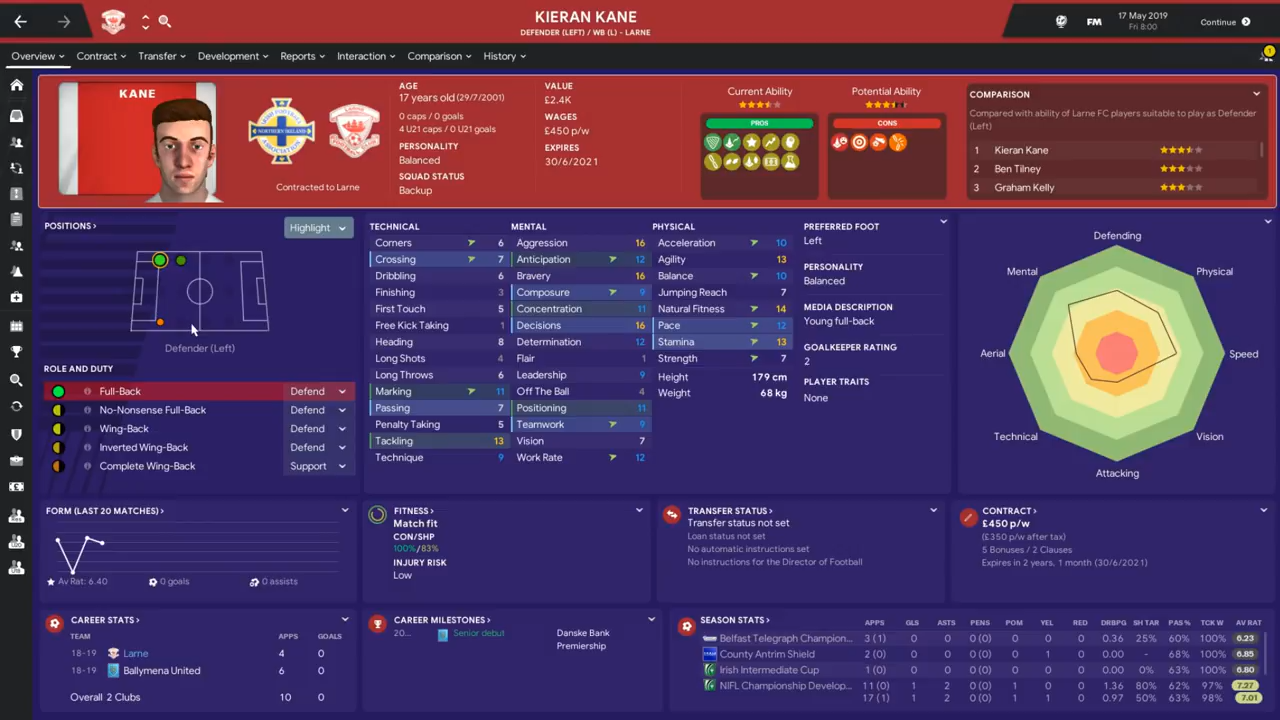 KIERAN KANE
DEFENDER (LEFT) / WB (L) - LARNE
FM
17 May 2019
Fri 8:00
Continue
1
Overview
Contract
Transfer
Development
Reports
Interaction
Comparison
History
KANE
NORTHERN IRELAND
Contracted to Larne
AGE
17 years old (29/7/2001)
0 caps / 0 goals
4 U21 caps / 0 U21 goals
PERSONALITY
Balanced
SQUAD STATUS
Backup
VALUE
£2.4K
WAGES
£450 p/w
EXPIRES
30/6/2021
Current Ability
PROS
Potential Ability
CONS
COMPARISON
Compared with ability of Larne FC players suitable to play as Defender
(Left)
1 Kieran Kane
2 Ben Tilney
3 Graham Kelly
POSITIONS >
Highlight
Defender (Left)
ROLE AND DUTY
Full-Back Defend
No-Nonsense Full-Back Defend
Wing-Back Defend
Inverted Wing-Back Defend
Complete Wing-Back Support
TECHNICAL
Corners 6
Crossing 7
Dribbling 6
Finishing 3
First Touch 5
Free Kick Taking 1
Heading 8
Long Shots 4
Long Throws 6
Marking 11
Passing 7
Penalty Taking 5
Tackling 13
Technique 9
MENTAL
Aggression 16
Anticipation 12
Bravery 16
Composure 9
Concentration 11
Decisions 16
Determination 12
Flair 1
Leadership 9
Off The Ball 4
Positioning 11
Teamwork 9
Vision 7
Work Rate 12
PHYSICAL
Acceleration 10
Agility 13
Balance 10
Jumping Reach 7
Natural Fitness 14
Pace 12
Stamina 13
Strength 7
Height 179 cm
Weight 68 kg
PREFERRED FOOT
Left
PERSONALITY
Balanced
MEDIA DESCRIPTION
Young full-back
GOALKEEPER RATING
2
PLAYER TRAITS
None
Defending
Physical
Speed
Vision
Attacking
Technical
Aerial
Mental
FORM (LAST 20 MATCHES) >
Av Rat: 6.40
0 goals
0 assists
FITNESS >
Match fit
CON/SHP
100%/83%
INJURY RISK
Low
TRANSFER STATUS >
Transfer status not set
Loan status not set
No automatic instructions set
No instructions for the Director of Football
CONTRACT >
£450 p/w
(£350 p/w after tax)
5 Bonuses / 2 Clauses
Expires in 2 years, 1 month (30/6/2021)
CAREER STATS >
TEAM APPS GOALS
18-19 Larne 4 0
18-19 Ballymena United 6 0
Overall 2 Clubs 10 0
CAREER MILESTONES >
20... Senior debut Danske Bank
Premiership
SEASON STATS > APPS GLS ASTS PENS POM YEL RED DRBPG SH TAR PAS % TCK W AV RAT
Belfast Telegraph Champion... 3 (1) 0 0 0 (0) 0 0 0 0.36 25% 60% 100% 6.23
County Antrim Shield 2 (0) 0 0 0 (0) 0 1 0 0.00 - 68% 100% 6.85
Irish Intermediate Cup 1 (0) 0 0 0 (0) 0 0 0 0.00 0% 63% 100% 6.80
NIFL Championship Develop... 11 (0) 1 2 0 (0) 1 0 0 1.36 80% 62% 97% 7.27
17 (1) 1 2 0 (0) 1 1 0 0.97 50% 63% 98% 7.01